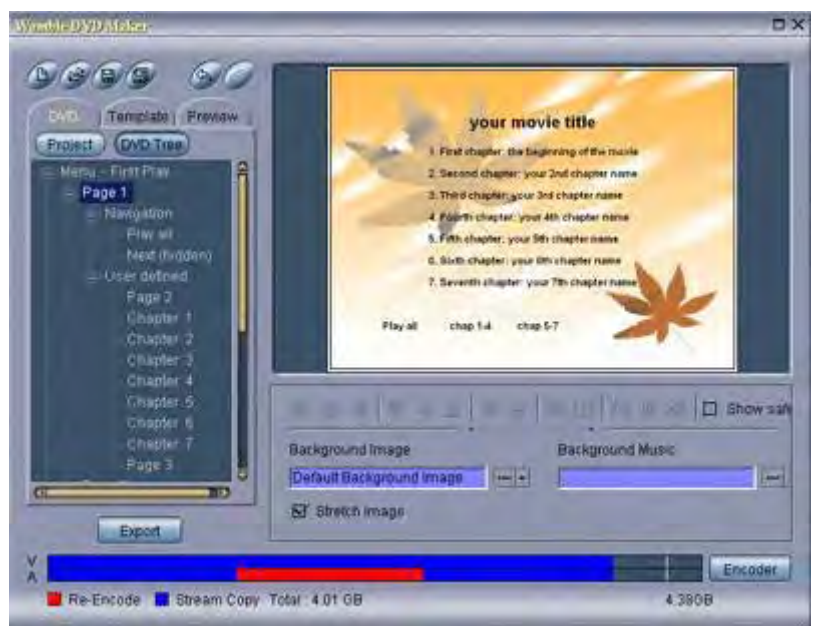 Womble DVD Maker
DVD
Template
Preview
Project
DVD Tree
Menu - First Play
Page 1
Navigation
Play all
Next (hidden)
User defined
Page 2
Chapter 1
Chapter 2
Chapter 3
Chapter 4
Chapter 5
Chapter 6
Chapter 7
Page 3
Export
your movie title
1. First chapter: the beginning of the movie
2. Second chapter: your 2nd chapter name
3. Third chapter: your 3rd chapter name
4. Fourth chapter: your 4th chapter name
5. Fifth chapter: your 5th chapter name
6. Sixth chapter: your 6th chapter name
7. Seventh chapter: your 7th chapter name
Play all chap 1-4 chap 5-7
Show safe
Background Image
Background Music
Default Background Image
Stretch Image
V
A
Encoder
Re-Encode Stream Copy Total : 4.01 GB 4.38GB